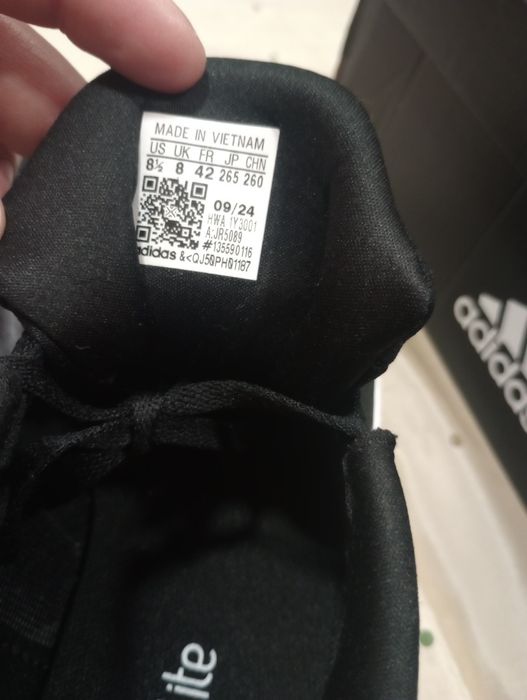 MADE IN VIETNAM
US UK FR JP CHN
8½ 8 42 265 260
09/24
HWA 1Y3001
A:JR5089
#135590116
adidas &<QJ50PH01187
adidas
ite